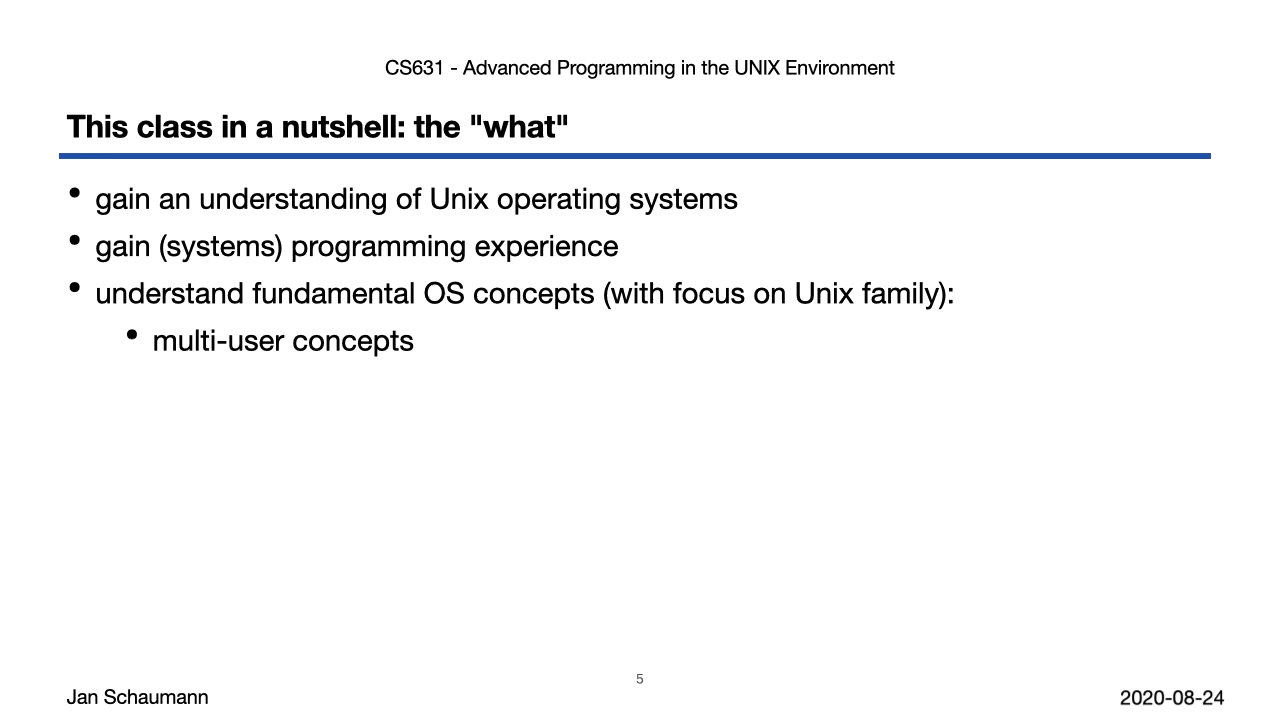 CS631 - Advanced Programming in the UNIX Environment
This class in a nutshell: the "what"
• gain an understanding of Unix operating systems
• gain (systems) programming experience
• understand fundamental OS concepts (with focus on Unix family):
• multi-user concepts
5
Jan Schaumann
2020-08-24